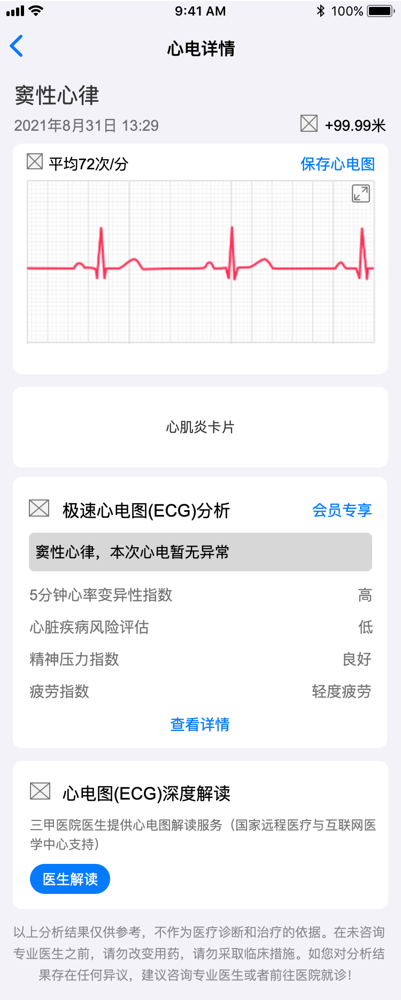 9:41 AM
100%
心电详情
窦性心律
2021年8月31日 13:29
+99.99米
平均72次/分
保存心电图
心肌炎卡片
极速心电图(ECG)分析
会员专享
窦性心律，本次心电暂无异常
5分钟心率变异性指数
高
心脏疾病风险评估
低
精神压力指数
良好
疲劳指数
轻度疲劳
查看详情
心电图(ECG)深度解读
三甲医院医生提供心电图解读服务（国家远程医疗与互联网医
学中心支持）
医生解读
以上分析结果仅供参考，不作为医疗诊断和治疗的依据。在未咨询
专业医生之前，请勿改变用药，请勿采取临床措施。如您对分析结
果存在任何异议，建议咨询专业医生或者前往医院就诊！